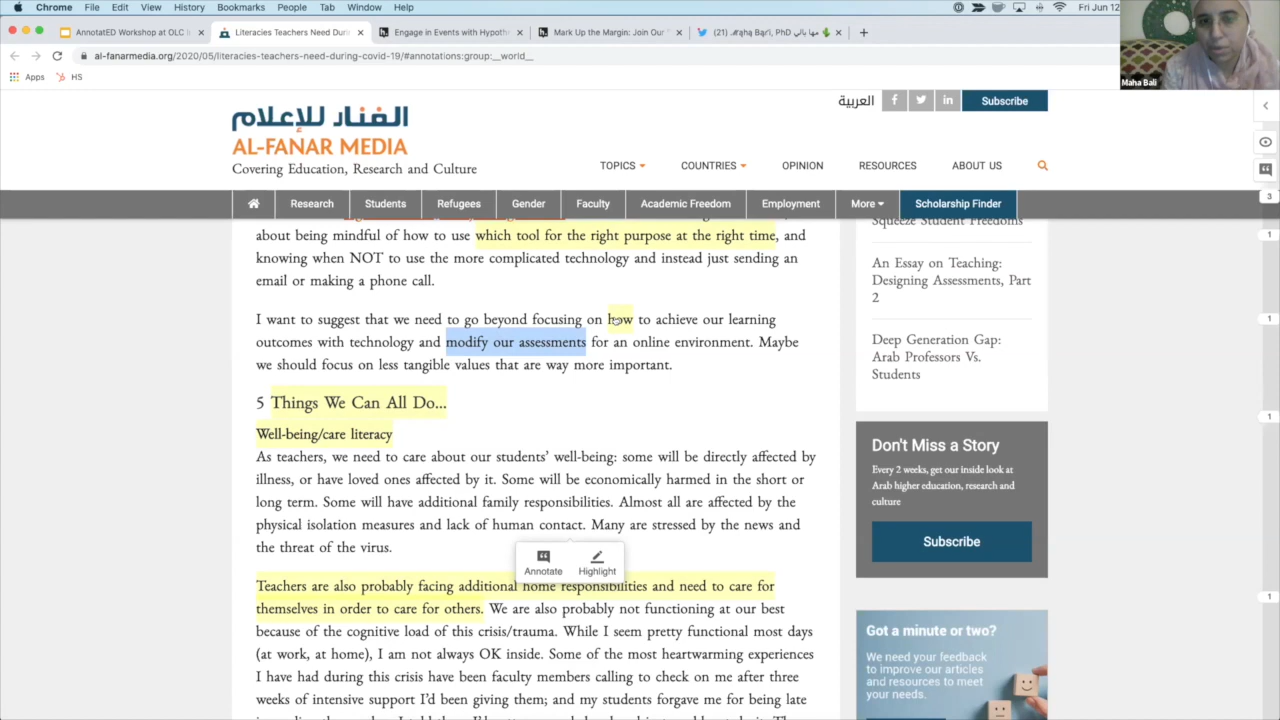 Chrome File Edit View History Bookmarks People Tab Window Help Fri Jun 12
AnnotatED Workshop at OLC I Literacies Teachers Need Durin Engage in Events with Hypoth Mark Up the Margin: Join Our (21)
al-fanarmedia.org/2020/05/literacies-teachers-need-during-covid-19/#annotations:group:__world__
Apps HS
Maha Bali
العربية f in Subscribe
الفنار للإعلام
AL-FANAR MEDIA
Covering Education, Research and Culture
TOPICS COUNTRIES OPINION RESOURCES ABOUT US
Research Students Refugees Gender Faculty Academic Freedom Employment More Scholarship Finder
about being mindful of how to use which tool for the right purpose at the right time, and
knowing when NOT to use the more complicated technology and instead just sending an
email or making a phone call.
I want to suggest that we need to go beyond focusing on how to achieve our learning
outcomes with technology and modify our assessments for an online environment. Maybe
we should focus on less tangible values that are way more important.
5 Things We Can All Do...
Well-being/care literacy
As teachers, we need to care about our students' well-being: some will be directly affected by
illness, or have loved ones affected by it. Some will be economically harmed in the short or
long term. Some will have additional family responsibilities. Almost all are affected by the
physical isolation measures and lack of human contact. Many are stressed by the news and
the threat of the virus.
Annotate Highlight
Teachers are also probably facing additional home responsibilities and need to care for
themselves in order to care for others. We are also probably not functioning at our best
because of the cognitive load of this crisis/trauma. While I seem pretty functional most days
(at work, at home), I am not always OK inside. Some of the most heartwarming experiences
I have had during this crisis have been faculty members calling to check on me after three
weeks of intensive support I'd been giving them; and my students forgave me for being late
Squeeze Student Freedoms
An Essay on Teaching:
Designing Assessments, Part
2
Deep Generation Gap:
Arab Professors Vs.
Students
Don't Miss a Story
Every 2 weeks, get our inside look at
Arab higher education, research and
culture
Subscribe
Got a minute or two?
We need your feedback
to improve our articles
and resources to meet
your needs.
3
1
1
1
1